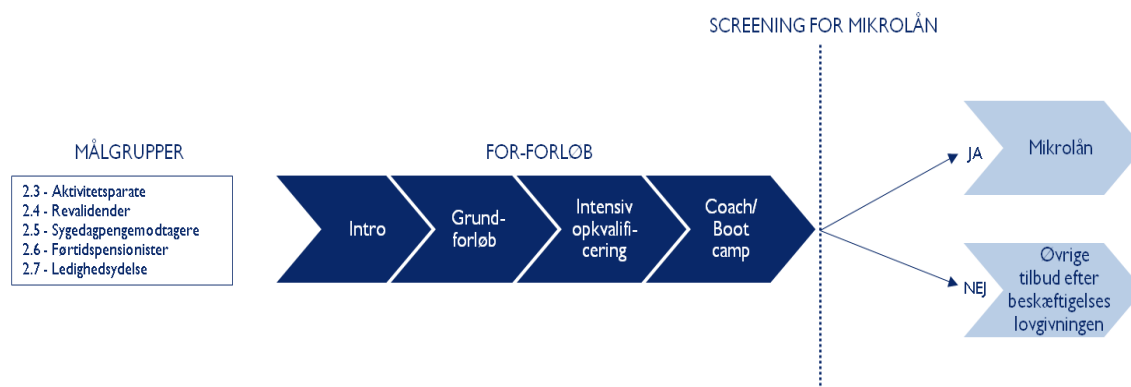 SCREENING FOR MIKROLÅN
MÅLGRUPPER
2.3 - Aktivitetsparate
2.4 - Revalidender
2.5 - Sygedagpengemodtagere
2.6 - Førtidspensionister
2.7 - Ledighedsydelse
FOR-FORLØB
Intro
Grund-
forløb
Intensiv
opkvalifi-
cering
Coach/
Boot
camp
JA
Mikrolån
NEJ
Øvrige
tilbud efter
beskæftigelses
lovgivningen